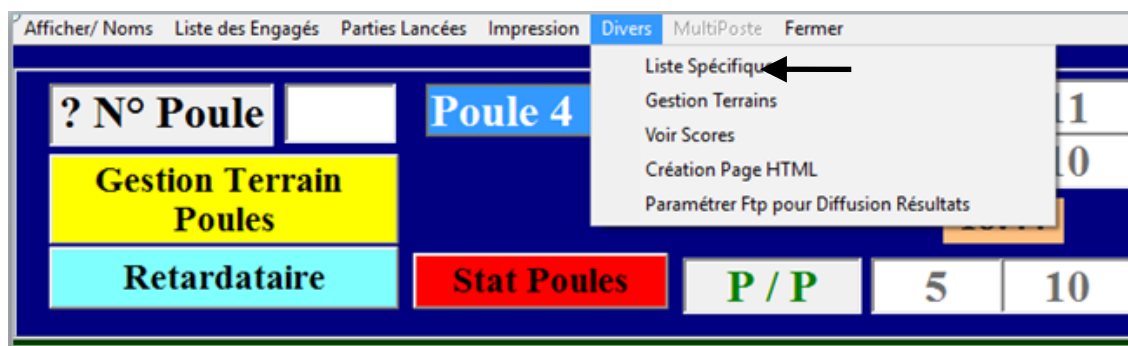 Afficher/ Noms Liste des Engagés Parties Lancées Impression Divers MultiPoste Fermer
Liste Spécifique
Gestion Terrains
Voir Scores
Création Page HTML
Paramétrer Ftp pour Diffusion Résultats
? N° Poule Poule 4 11
10
Gestion Terrain
Poules
Retardataire Stat Poules P / P 5 10